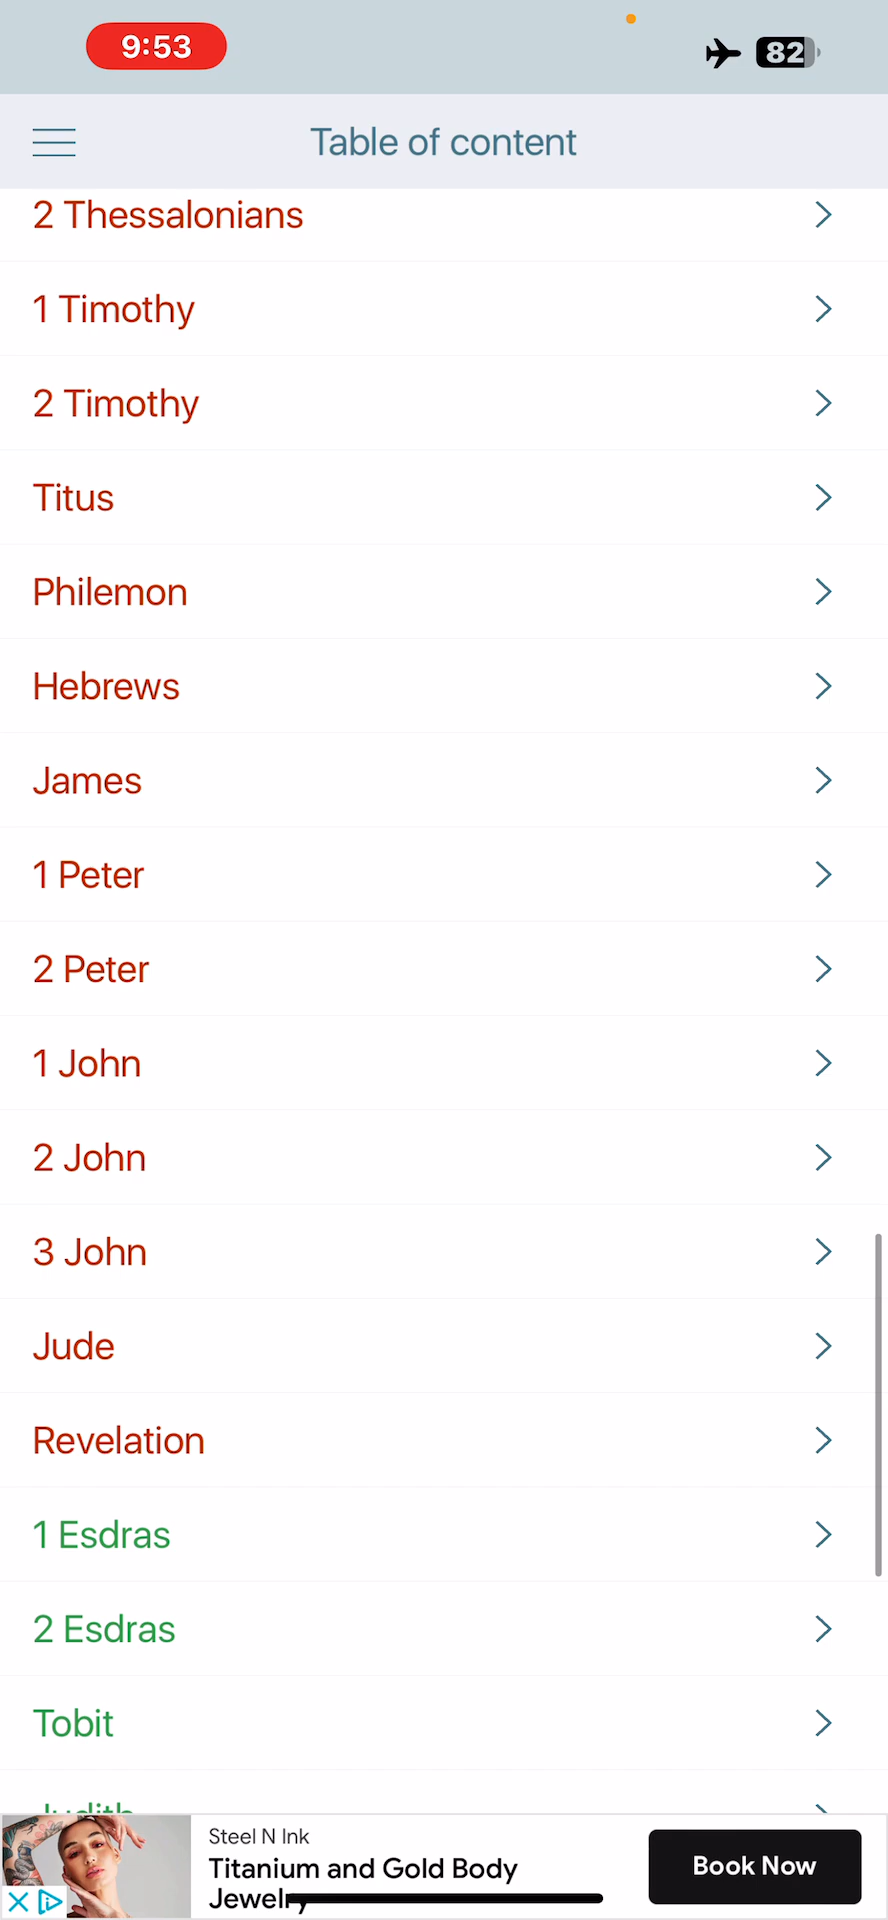 9:53
82
Table of content
2 Thessalonians
1 Timothy
2 Timothy
Titus
Philemon
Hebrews
James
1 Peter
2 Peter
1 John
2 John
3 John
Jude
Revelation
1 Esdras
2 Esdras
Tobit
Judith
Steel N Ink
Titanium and Gold Body
Jewelry
Book Now